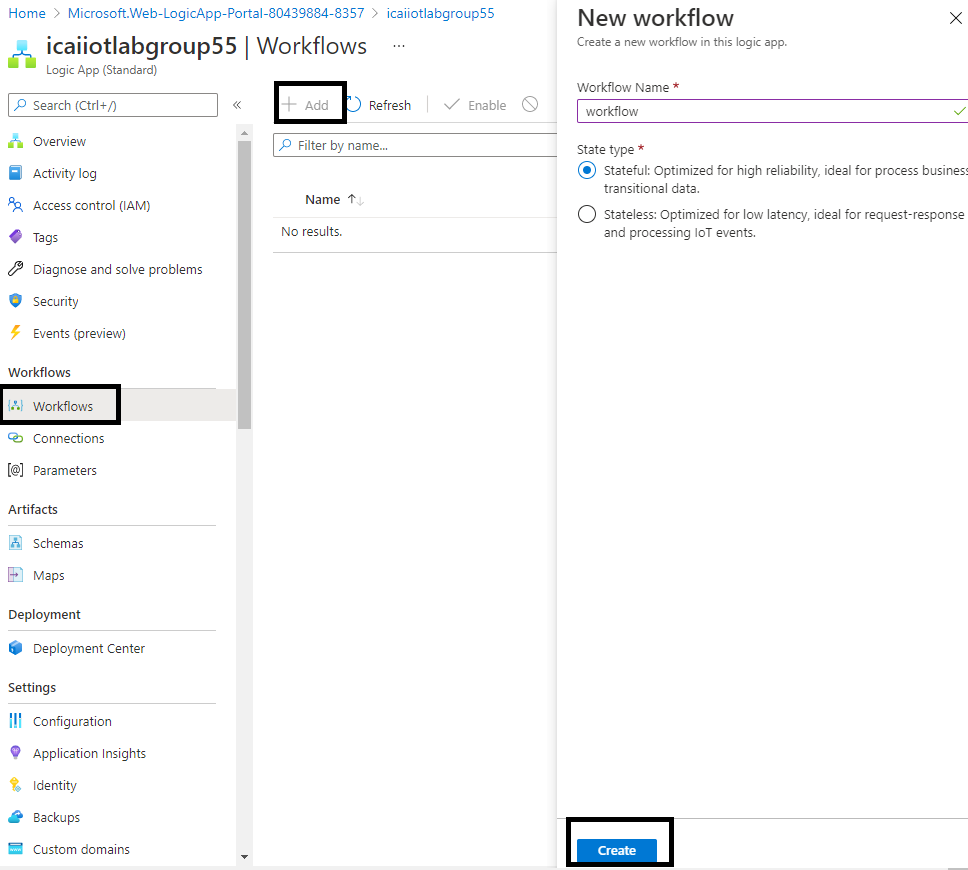 Home > Microsoft.Web-LogicApp-Portal-80439884-8357 > icaiiotlabgroup55
icaiiotlabgroup55 | Workflows ...
Logic App (Standard)
Search (Ctrl+/)
«
Overview
Activity log
Access control (IAM)
Tags
Diagnose and solve problems
Security
Events (preview)
Workflows
Workflows
Connections
Parameters
Artifacts
Schemas
Maps
Deployment
Deployment Center
Settings
Configuration
Application Insights
Identity
Backups
Custom domains
+ Add Refresh | Enable
Filter by name...
Name ↑↓
No results.
New workflow
Create a new workflow in this logic app.
Workflow Name *
workflow
State type *
Stateful: Optimized for high reliability, ideal for process business
transitional data.
Stateless: Optimized for low latency, ideal for request-response
and processing IoT events.
Create